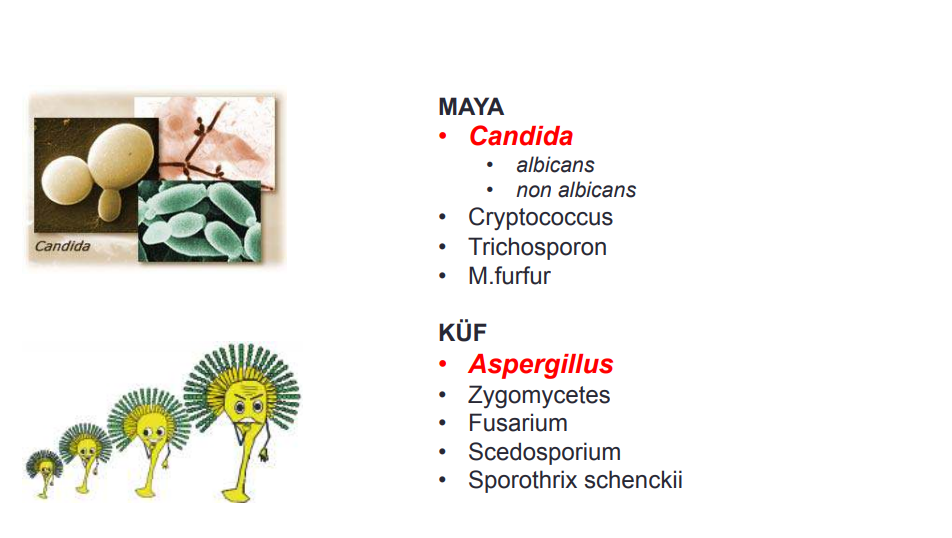 Candida
MAYA
• Candida
• albicans
• non albicans
• Cryptococcus
• Trichosporon
• M.furfur
KÜF
• Aspergillus
• Zygomycetes
• Fusarium
• Scedosporium
• Sporothrix schenckii